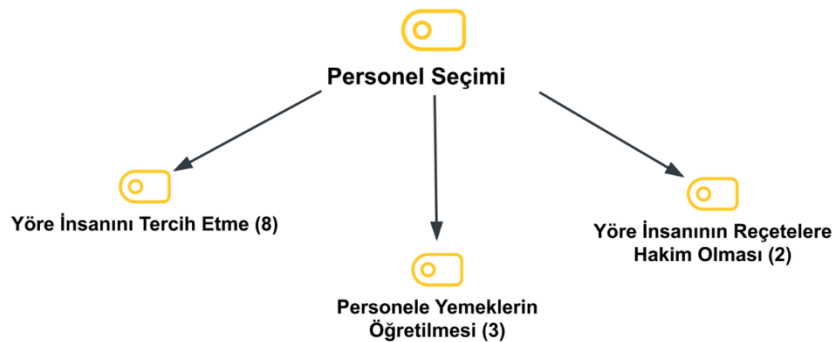 Personel Seçimi
Yöre İnsanını Tercih Etme (8)
Personele Yemeklerin
Öğretilmesi (3)
Yöre İnsanının Reçetelere
Hakim Olması (2)